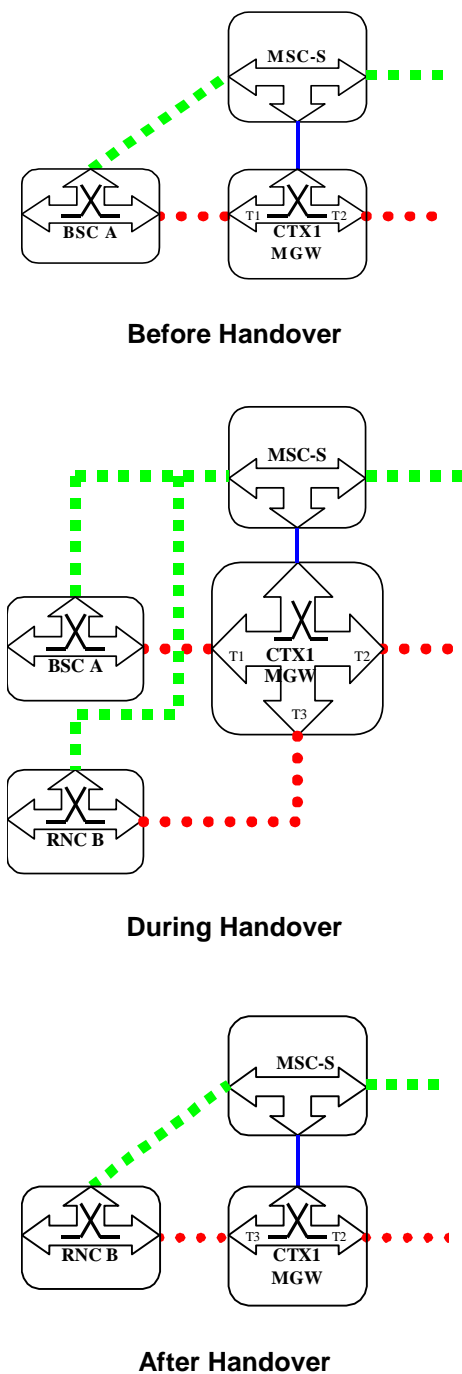 MSC-S
BSC A
T1
T2
CTX1
MGW
Before Handover
MSC-S
BSC A
T1
CTX1
T2
MGW
T3
RNC B
During Handover
MSC-S
RNC B
T3
T2
CTX1
MGW
After Handover